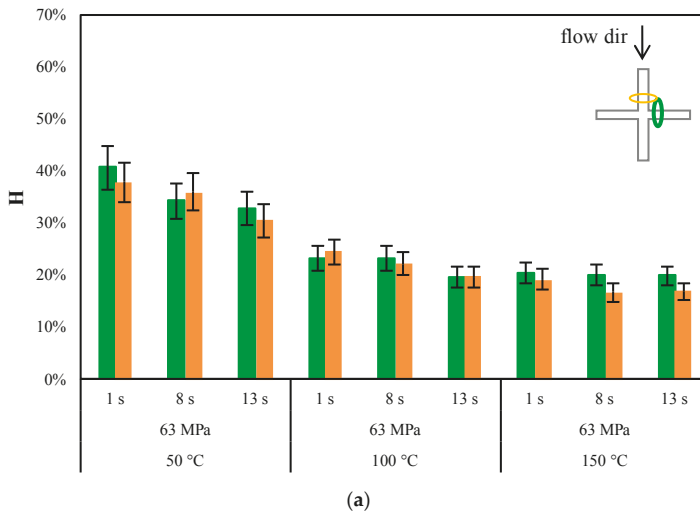 70%
flow dir
60%
50%
40%
H
30%
20%
10%
0%
1 s 8 s 13 s 1 s 8 s 13 s 1 s 8 s 13 s
63 MPa 63 MPa 63 MPa
50 °C 100 °C 150 °C
(a)